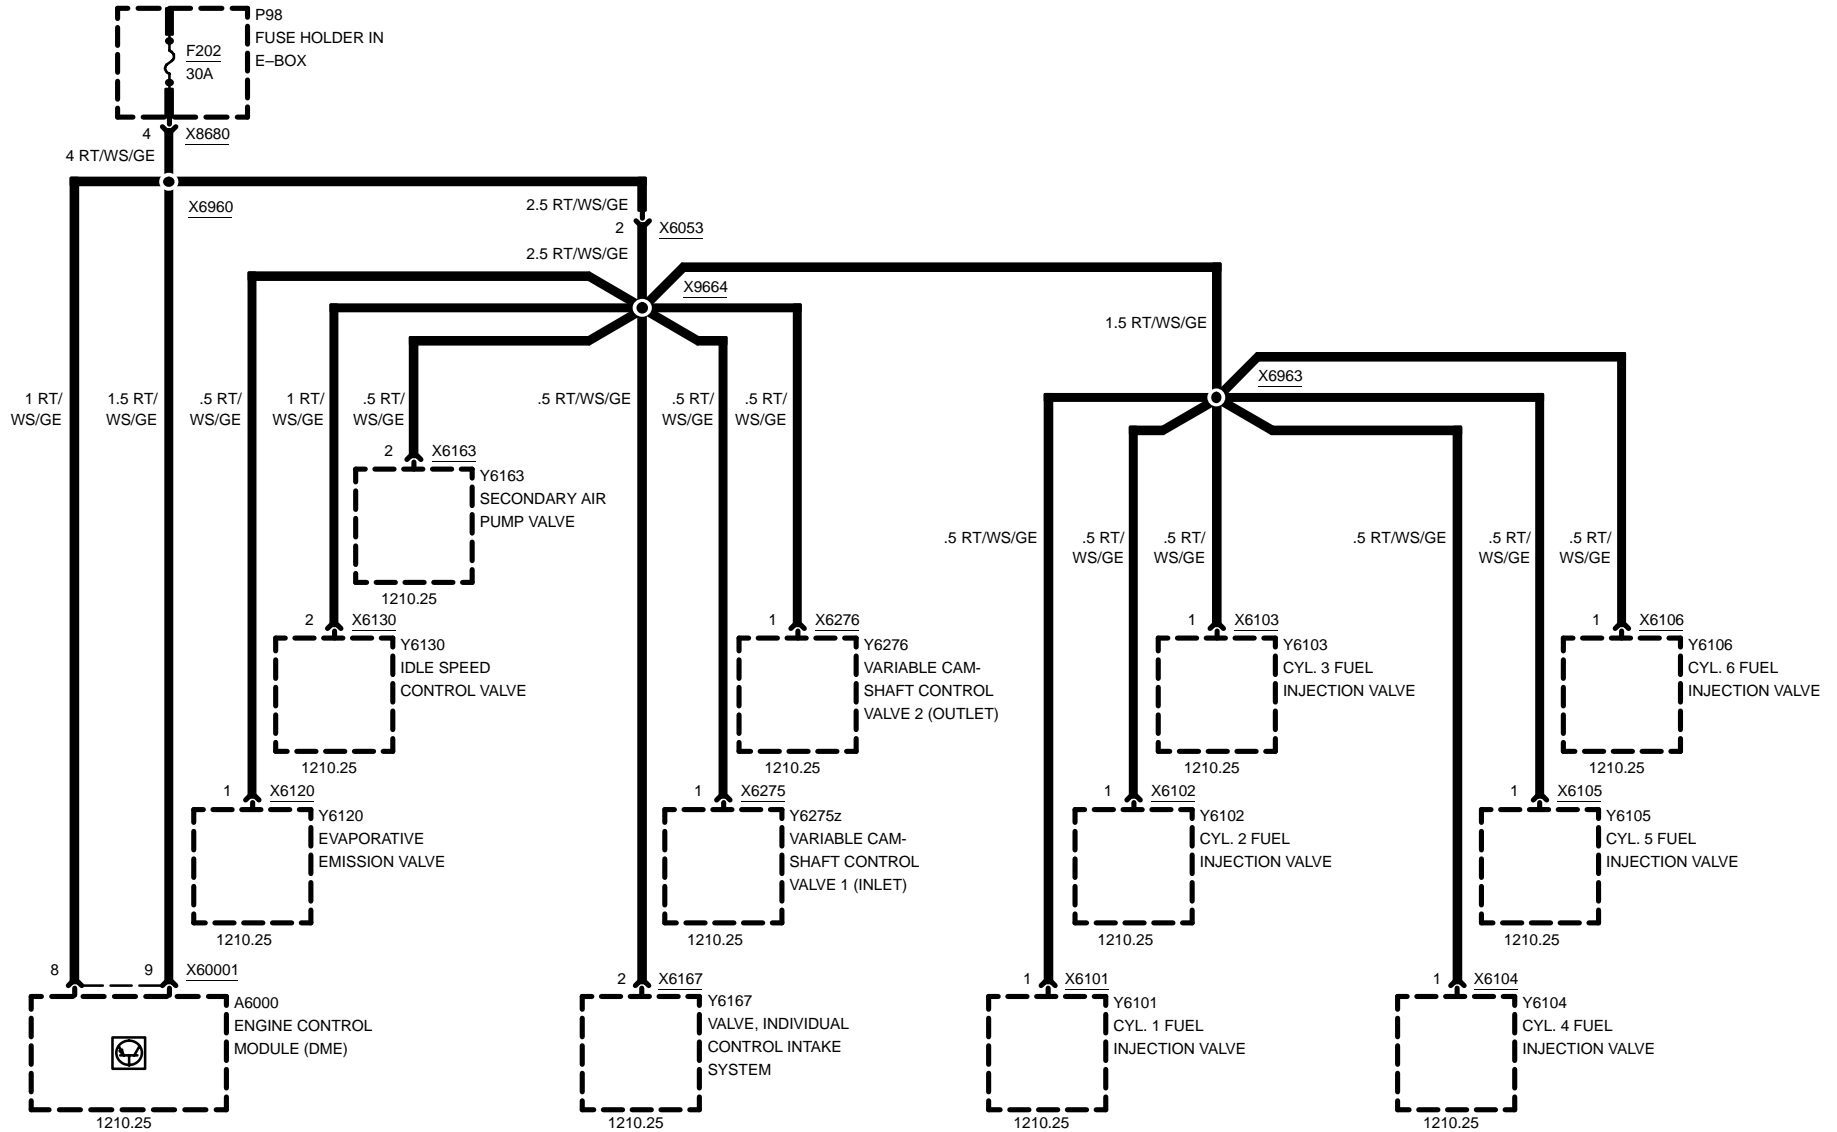 P98
FUSE HOLDER IN
E–BOX
F202
30A
4
X8680
4 RT/WS/GE
X6960
2.5 RT/WS/GE
2
X6053
2.5 RT/WS/GE
X9664
1.5 RT/WS/GE
X6963
1 RT/
WS/GE
1.5 RT/
WS/GE
.5 RT/
WS/GE
1 RT/
WS/GE
.5 RT/
WS/GE
.5 RT/WS/GE
.5 RT/
WS/GE
.5 RT/
WS/GE
2
X6163
Y6163
SECONDARY AIR
PUMP VALVE
1210.25
.5 RT/WS/GE
.5 RT/
WS/GE
.5 RT/
WS/GE
.5 RT/WS/GE
.5 RT/
WS/GE
.5 RT/
WS/GE
2
X6130
Y6130
IDLE SPEED
CONTROL VALVE
1210.25
1
X6276
Y6276
VARIABLE CAM-
SHAFT CONTROL
VALVE 2 (OUTLET)
1210.25
1
X6103
Y6103
CYL. 3 FUEL
INJECTION VALVE
1210.25
1
X6106
Y6106
CYL. 6 FUEL
INJECTION VALVE
1210.25
1
X6120
Y6120
EVAPORATIVE
EMISSION VALVE
1210.25
1
X6275
Y6275z
VARIABLE CAM-
SHAFT CONTROL
VALVE 1 (INLET)
1210.25
1
X6102
Y6102
CYL. 2 FUEL
INJECTION VALVE
1210.25
1
X6105
Y6105
CYL. 5 FUEL
INJECTION VALVE
1210.25
8
9
X60001
A6000
ENGINE CONTROL
MODULE (DME)
1210.25
2
X6167
Y6167
VALVE, INDIVIDUAL
CONTROL INTAKE
SYSTEM
1210.25
1
X6101
Y6101
CYL. 1 FUEL
INJECTION VALVE
1210.25
1
X6104
Y6104
CYL. 4 FUEL
INJECTION VALVE
1210.25